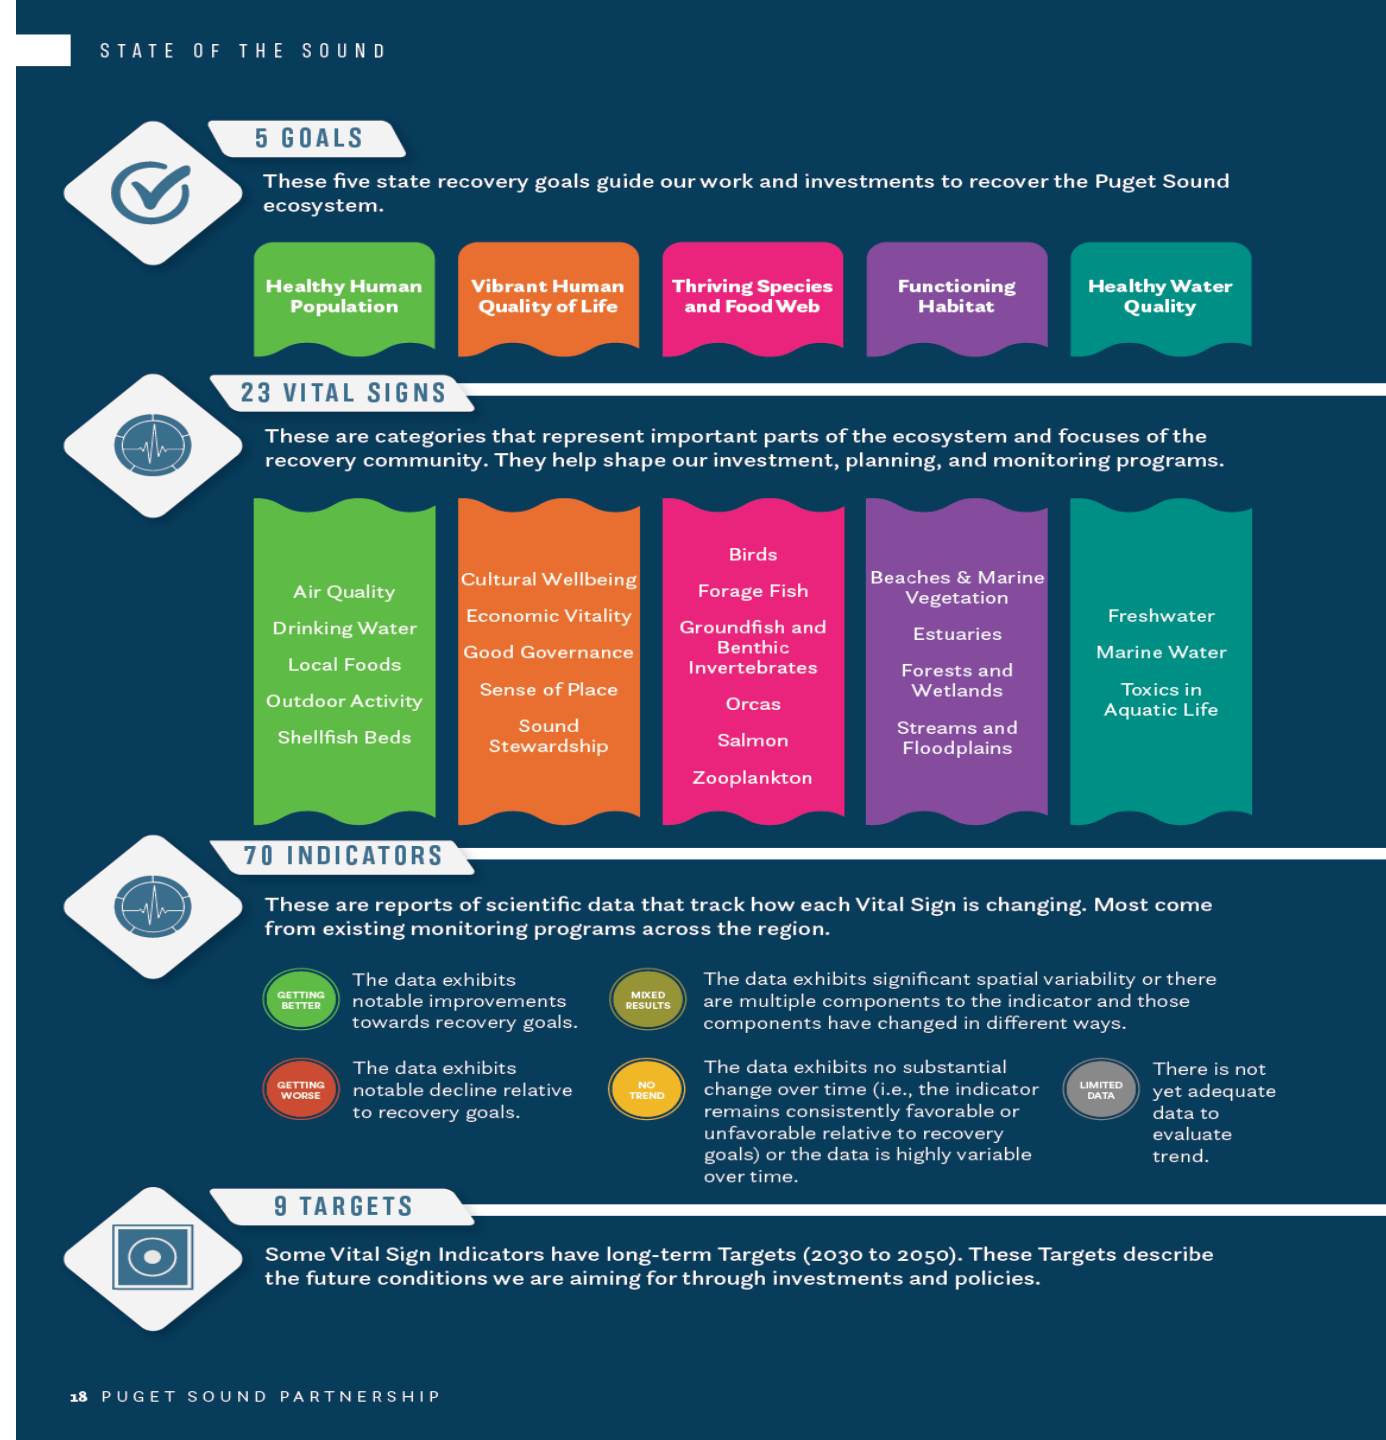 STATE OF THE SOUND
5 GOALS
These five state recovery goals guide our work and investments to recover the Puget Sound
ecosystem.
Healthy Human
Population
Vibrant Human
Quality of Life
Thriving Species
and Food Web
Functioning
Habitat
Healthy Water
Quality
23 VITAL SIGNS
These are categories that represent important parts of the ecosystem and focuses of the
recovery community. They help shape our investment, planning, and monitoring programs.
Air Quality
Drinking Water
Local Foods
Outdoor Activity
Shellfish Beds
Cultural Wellbeing
Economic Vitality
Good Governance
Sense of Place
Sound
Stewardship
Birds
Forage Fish
Groundfish and
Benthic
Invertebrates
Orcas
Salmon
Zooplankton
Beaches & Marine
Vegetation
Estuaries
Forests and
Wetlands
Streams and
Floodplains
Freshwater
Marine Water
Toxics in
Aquatic Life
70 INDICATORS
These are reports of scientific data that track how each Vital Sign is changing. Most come
from existing monitoring programs across the region.
GETTING
BETTER
The data exhibits
notable improvements
towards recovery goals.
MIXED
RESULTS
The data exhibits significant spatial variability or there
are multiple components to the indicator and those
components have changed in different ways.
GETTING
WORSE
The data exhibits
notable decline relative
to recovery goals.
NO
TREND
The data exhibits no substantial
change over time (i.e., the indicator
remains consistently favorable or
unfavorable relative to recovery
goals) or the data is highly variable
over time.
LIMITED
DATA
There is not
yet adequate
data to
evaluate
trend.
9 TARGETS
Some Vital Sign Indicators have long-term Targets (2030 to 2050). These Targets describe
the future conditions we are aiming for through investments and policies.
18 PUGET SOUND PARTNERSHIP